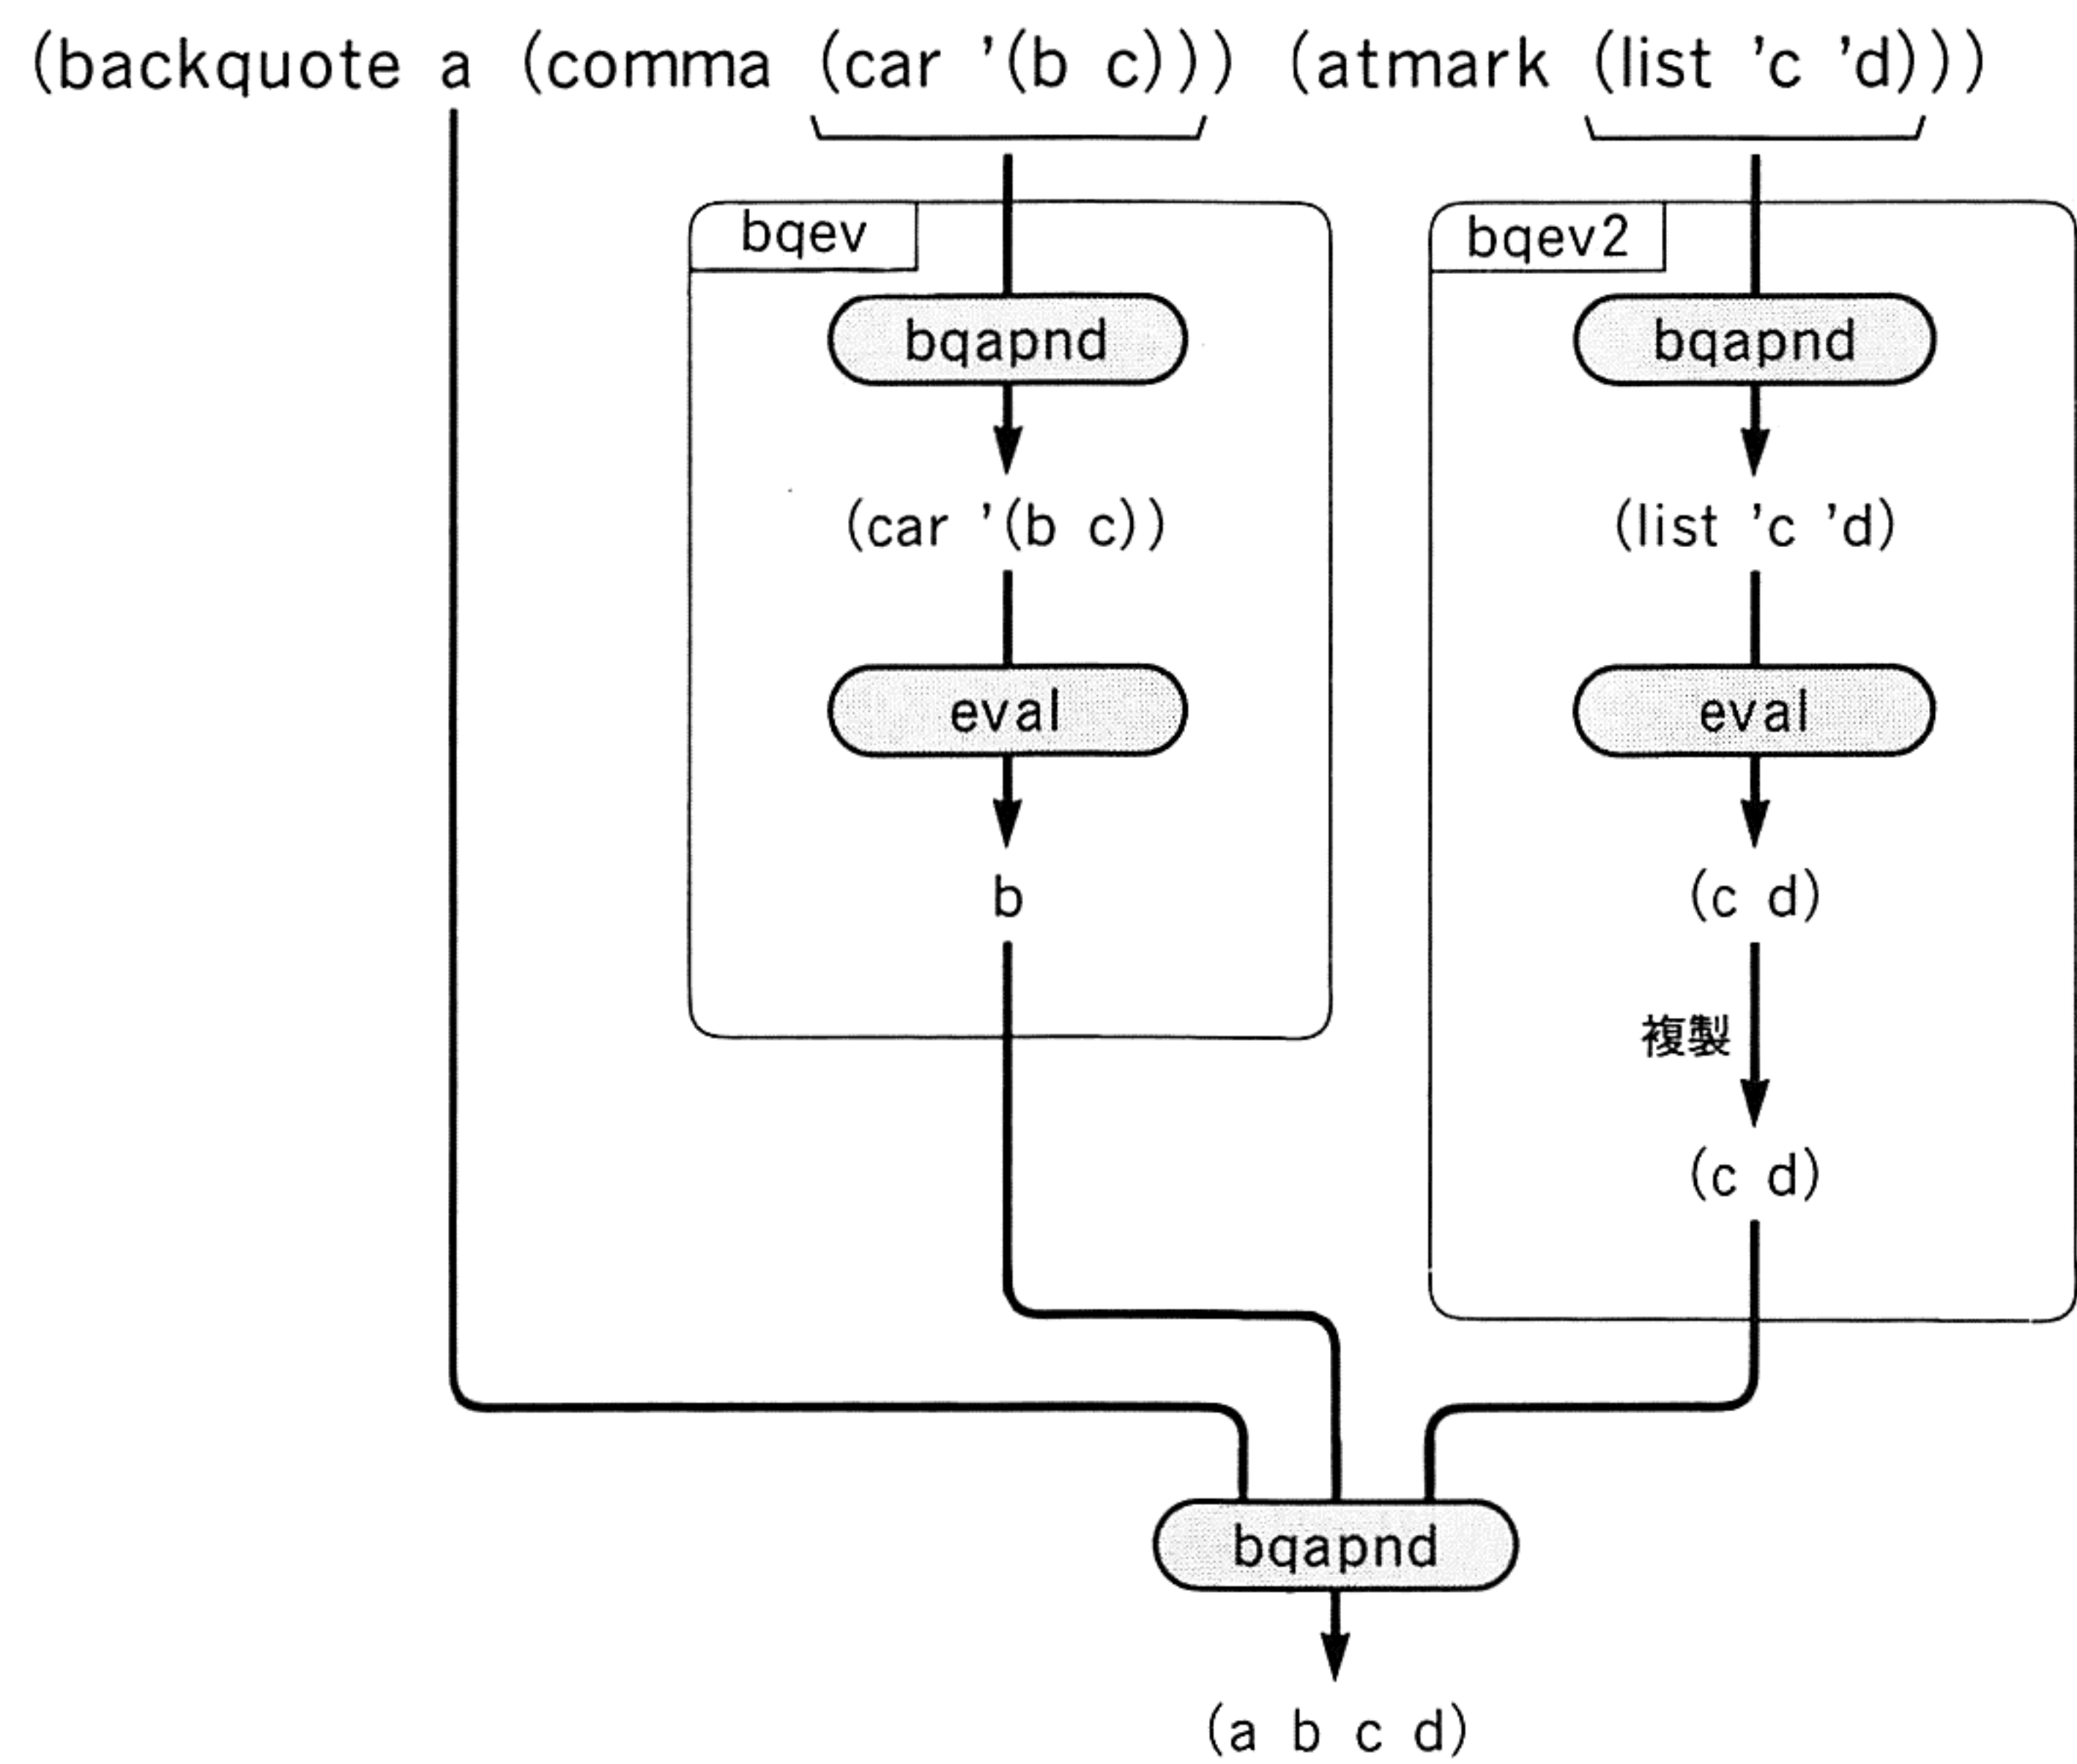 (backquote a (comma (car ’(b c))) (atmark (list ’c ’d)))
bqev
bqapnd
(car ’(b c))
eval
b
bqev2
bqapnd
(list ’c ’d)
eval
(c d)
複製
(c d)
bqapnd
(a b c d)